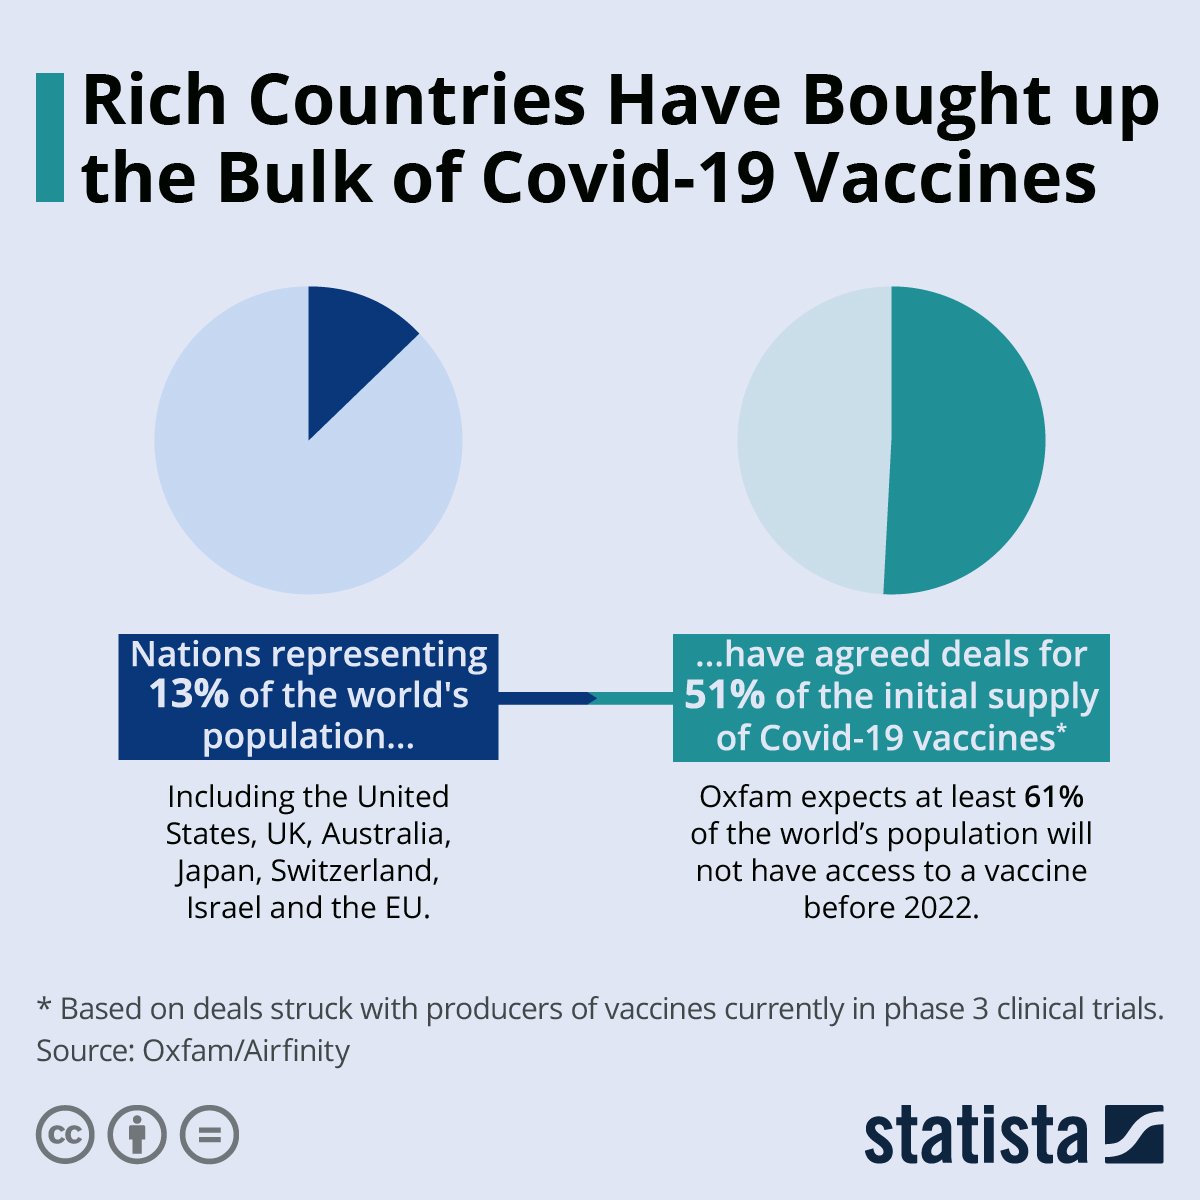 Rich Countries Have Bought up
the Bulk of Covid-19 Vaccines
Nations representing
13% of the world's
population...
Including the United
States, UK, Australia,
Japan, Switzerland,
Israel and the EU.
...have agreed deals for
51% of the initial supply
of Covid-19 vaccines*
Oxfam expects at least 61%
of the world’s population will
not have access to a vaccine
before 2022.
* Based on deals struck with producers of vaccines currently in phase 3 clinical trials.
Source: Oxfam/Airfinity
cc
statista